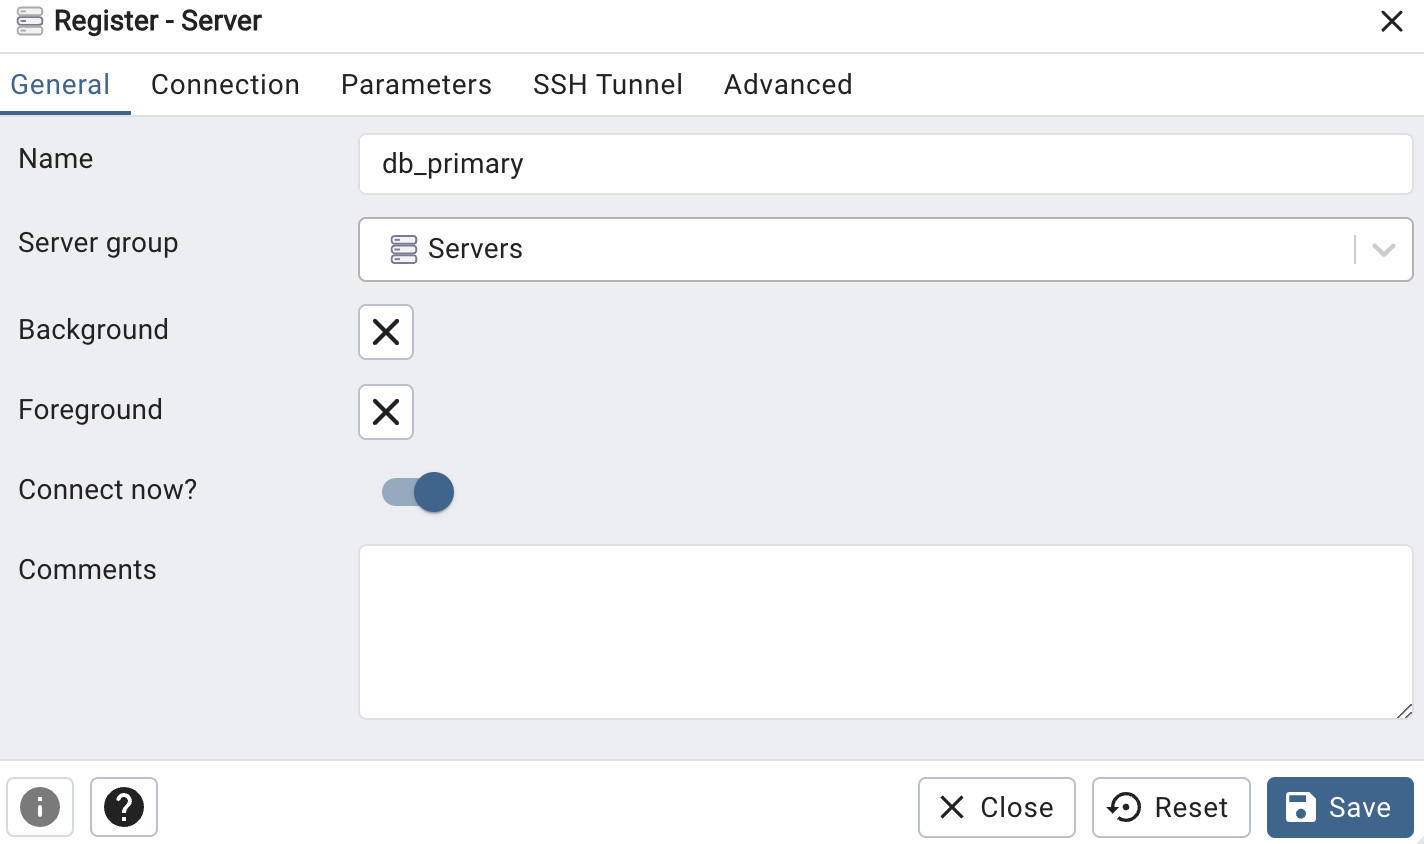 Register - Server
General Connection Parameters SSH Tunnel Advanced
Name db_primary
Server group Servers
Background
Foreground
Connect now?
Comments
Close Reset Save